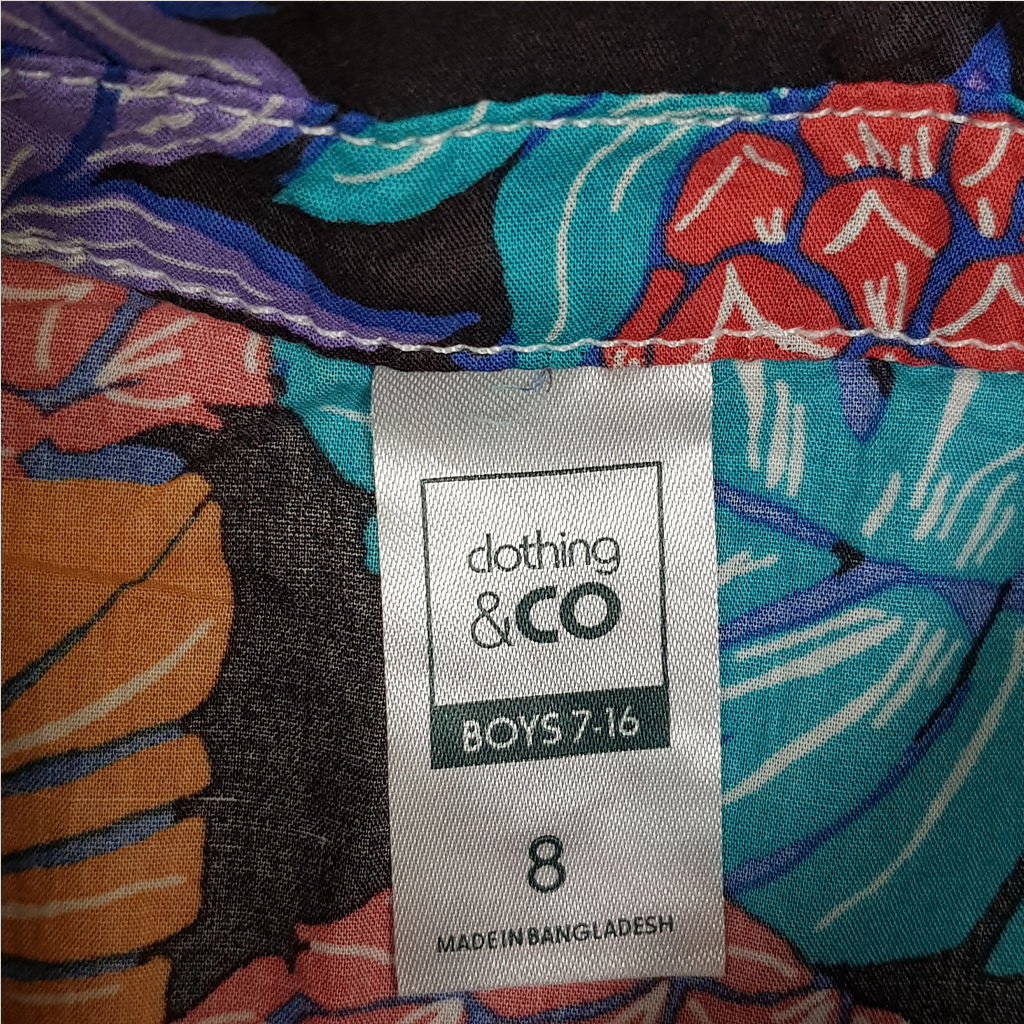 clothing
&CO
BOYS 7-16
8
MADE IN BANGLADESH